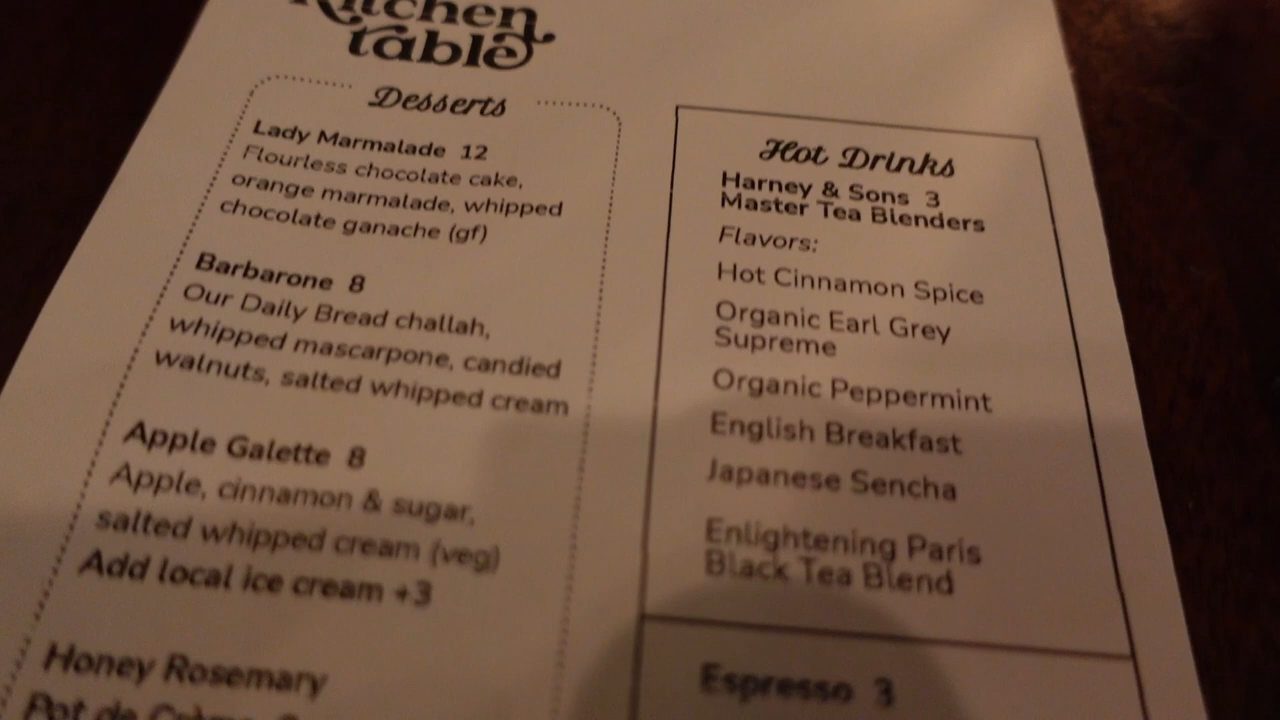 Kitchen
table
Desserts
Lady Marmalade 12
Flourless chocolate cake,
orange marmalade, whipped
chocolate ganache (gf)
Barbarone 8
Our Daily Bread challah,
whipped mascarpone, candied
walnuts, salted whipped cream
Apple Galette 8
Apple, cinnamon & sugar,
salted whipped cream (veg)
Add local ice cream +3
Honey Rosemary
Pot de Crème
Hot Drinks
Harney & Sons 3
Master Tea Blenders
Flavors:
Hot Cinnamon Spice
Organic Earl Grey
Supreme
Organic Peppermint
English Breakfast
Japanese Sencha
Enlightening Paris
Black Tea Blend
Espresso 3